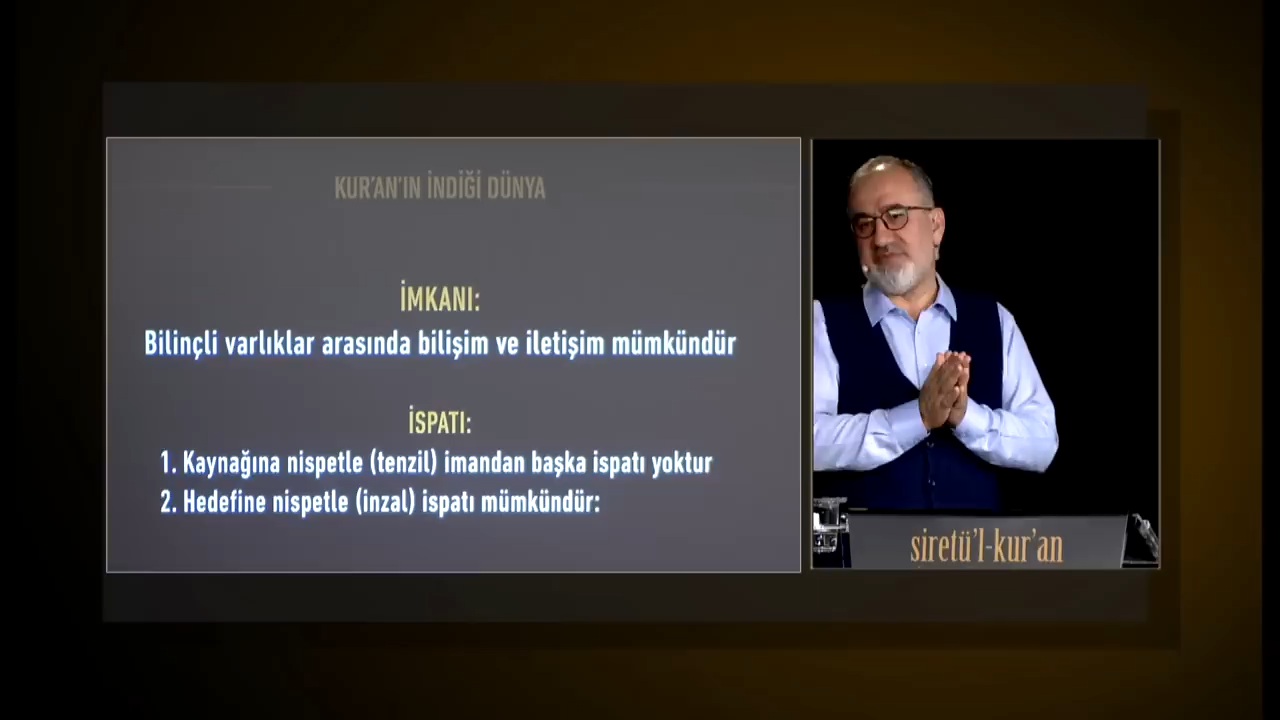 KUR'AN'IN İNDİĞİ DÜNYA
İMKANI:
Bilinçli varlıklar arasında bilişim ve iletişim mümkündür
İSPATI:
1. Kaynağına nispetle (tenzil) imandan başka ispatı yoktur
2. Hedefine nispetle (inzal) ispatı mümkündür:
siretü'l-kur'an